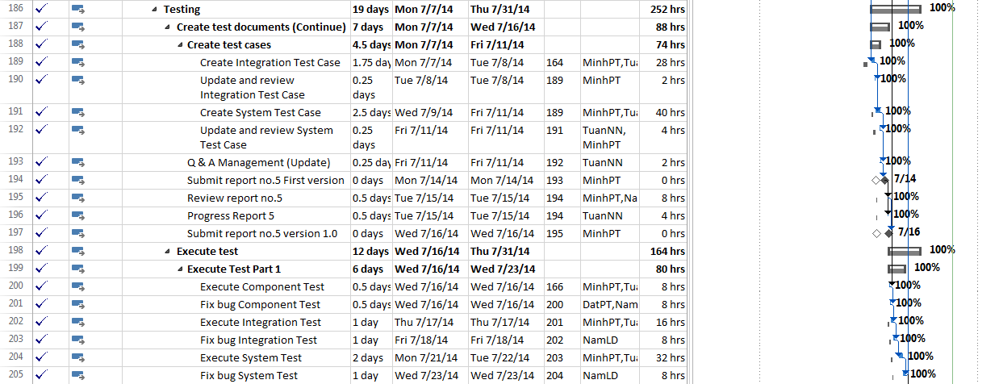 186 Testing 19 days Mon 7/7/14 Thu 7/31/14 252 hrs 100%
187 Create test documents (Continue) 7 days Mon 7/7/14 Wed 7/16/14 88 hrs 100%
188 Create test cases 4.5 days Mon 7/7/14 Fri 7/11/14 74 hrs 100%
189 Create Integration Test Case 1.75 day Mon 7/7/14 Tue 7/8/14 164 MinhPT,Tua 28 hrs 100%
190 Update and review 0.25 Tue 7/8/14 Tue 7/8/14 189 MinhPT 2 hrs 100%
Integration Test Case days
191 Create System Test Case 2.5 days Wed 7/9/14 Fri 7/11/14 189 MinhPT,Tua 40 hrs 100%
192 Update and review System 0.25 Fri 7/11/14 Fri 7/11/14 191 TuanNN, 4 hrs 100%
Test Case days MinhPT
193 Q & A Management (Update) 0.25 day Fri 7/11/14 Fri 7/11/14 192 TuanNN 2 hrs 100%
194 Submit report no.5 First version 0 days Mon 7/14/14 Mon 7/14/14 193 MinhPT 0 hrs 7/14
195 Review report no.5 0.5 days Tue 7/15/14 Tue 7/15/14 194 MinhPT,Na 8 hrs 100%
196 Progress Report 5 0.5 days Tue 7/15/14 Tue 7/15/14 194 TuanNN 4 hrs 100%
197 Submit report no.5 version 1.0 0 days Wed 7/16/14 Wed 7/16/14 195 MinhPT 0 hrs 7/16
198 Execute test 12 days Wed 7/16/14 Thu 7/31/14 164 hrs 100%
199 Execute Test Part 1 6 days Wed 7/16/14 Wed 7/23/14 80 hrs 100%
200 Execute Component Test 0.5 days Wed 7/16/14 Wed 7/16/14 166 MinhPT,Tua 8 hrs 100%
201 Fix bug Component Test 0.5 days Wed 7/16/14 Wed 7/16/14 200 DatPT,Nam 8 hrs 100%
202 Execute Integration Test 1 day Thu 7/17/14 Thu 7/17/14 201 MinhPT,Tua 16 hrs 100%
203 Fix bug Integration Test 1 day Fri 7/18/14 Fri 7/18/14 202 NamLD 8 hrs 100%
204 Execute System Test 2 days Mon 7/21/14 Tue 7/22/14 203 MinhPT,Tua 32 hrs 100%
205 Fix bug System Test 1 day Wed 7/23/14 Wed 7/23/14 204 NamLD 8 hrs 100%